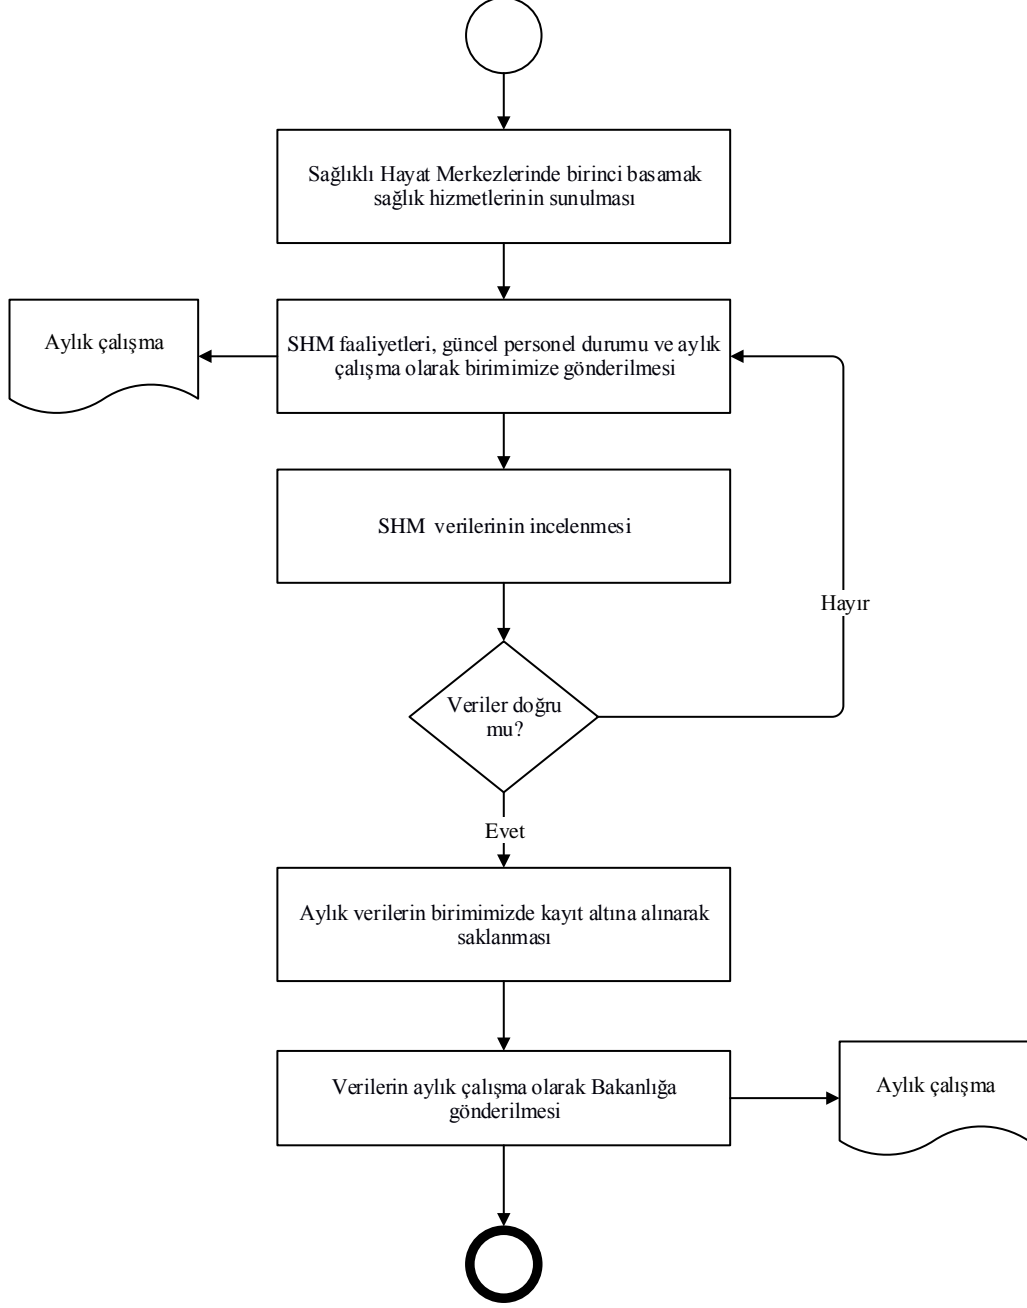 Sağlıklı Hayat Merkezlerinde birinci basamak
sağlık hizmetlerinin sunulması
Aylık çalışma
SHM faaliyetleri, güncel personel durumu ve aylık
çalışma olarak birimimize gönderilmesi
SHM verilerinin incelenmesi
Hayır
Veriler doğru
mu?
Evet
Aylık verilerin birimimizde kayıt altına alınarak
saklanması
Verilerin aylık çalışma olarak Bakanlığa
gönderilmesi
Aylık çalışma